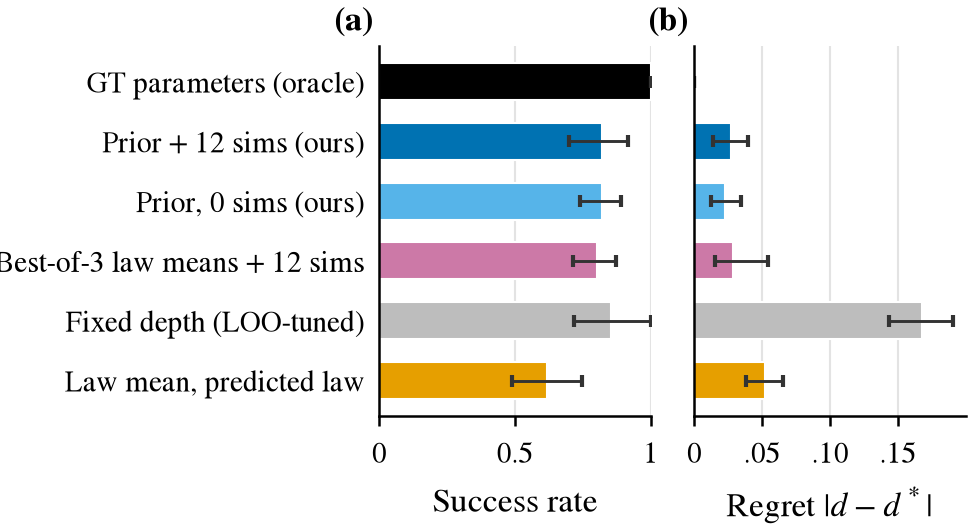 (a) (b)
GT parameters (oracle)
Prior + 12 sims (ours)
Prior, 0 sims (ours)
Best-of-3 law means + 12 sims
Fixed depth (LOO-tuned)
Law mean, predicted law
0 0.5 1 0 .05 .10 .15
Success rate Regret |d − d*|